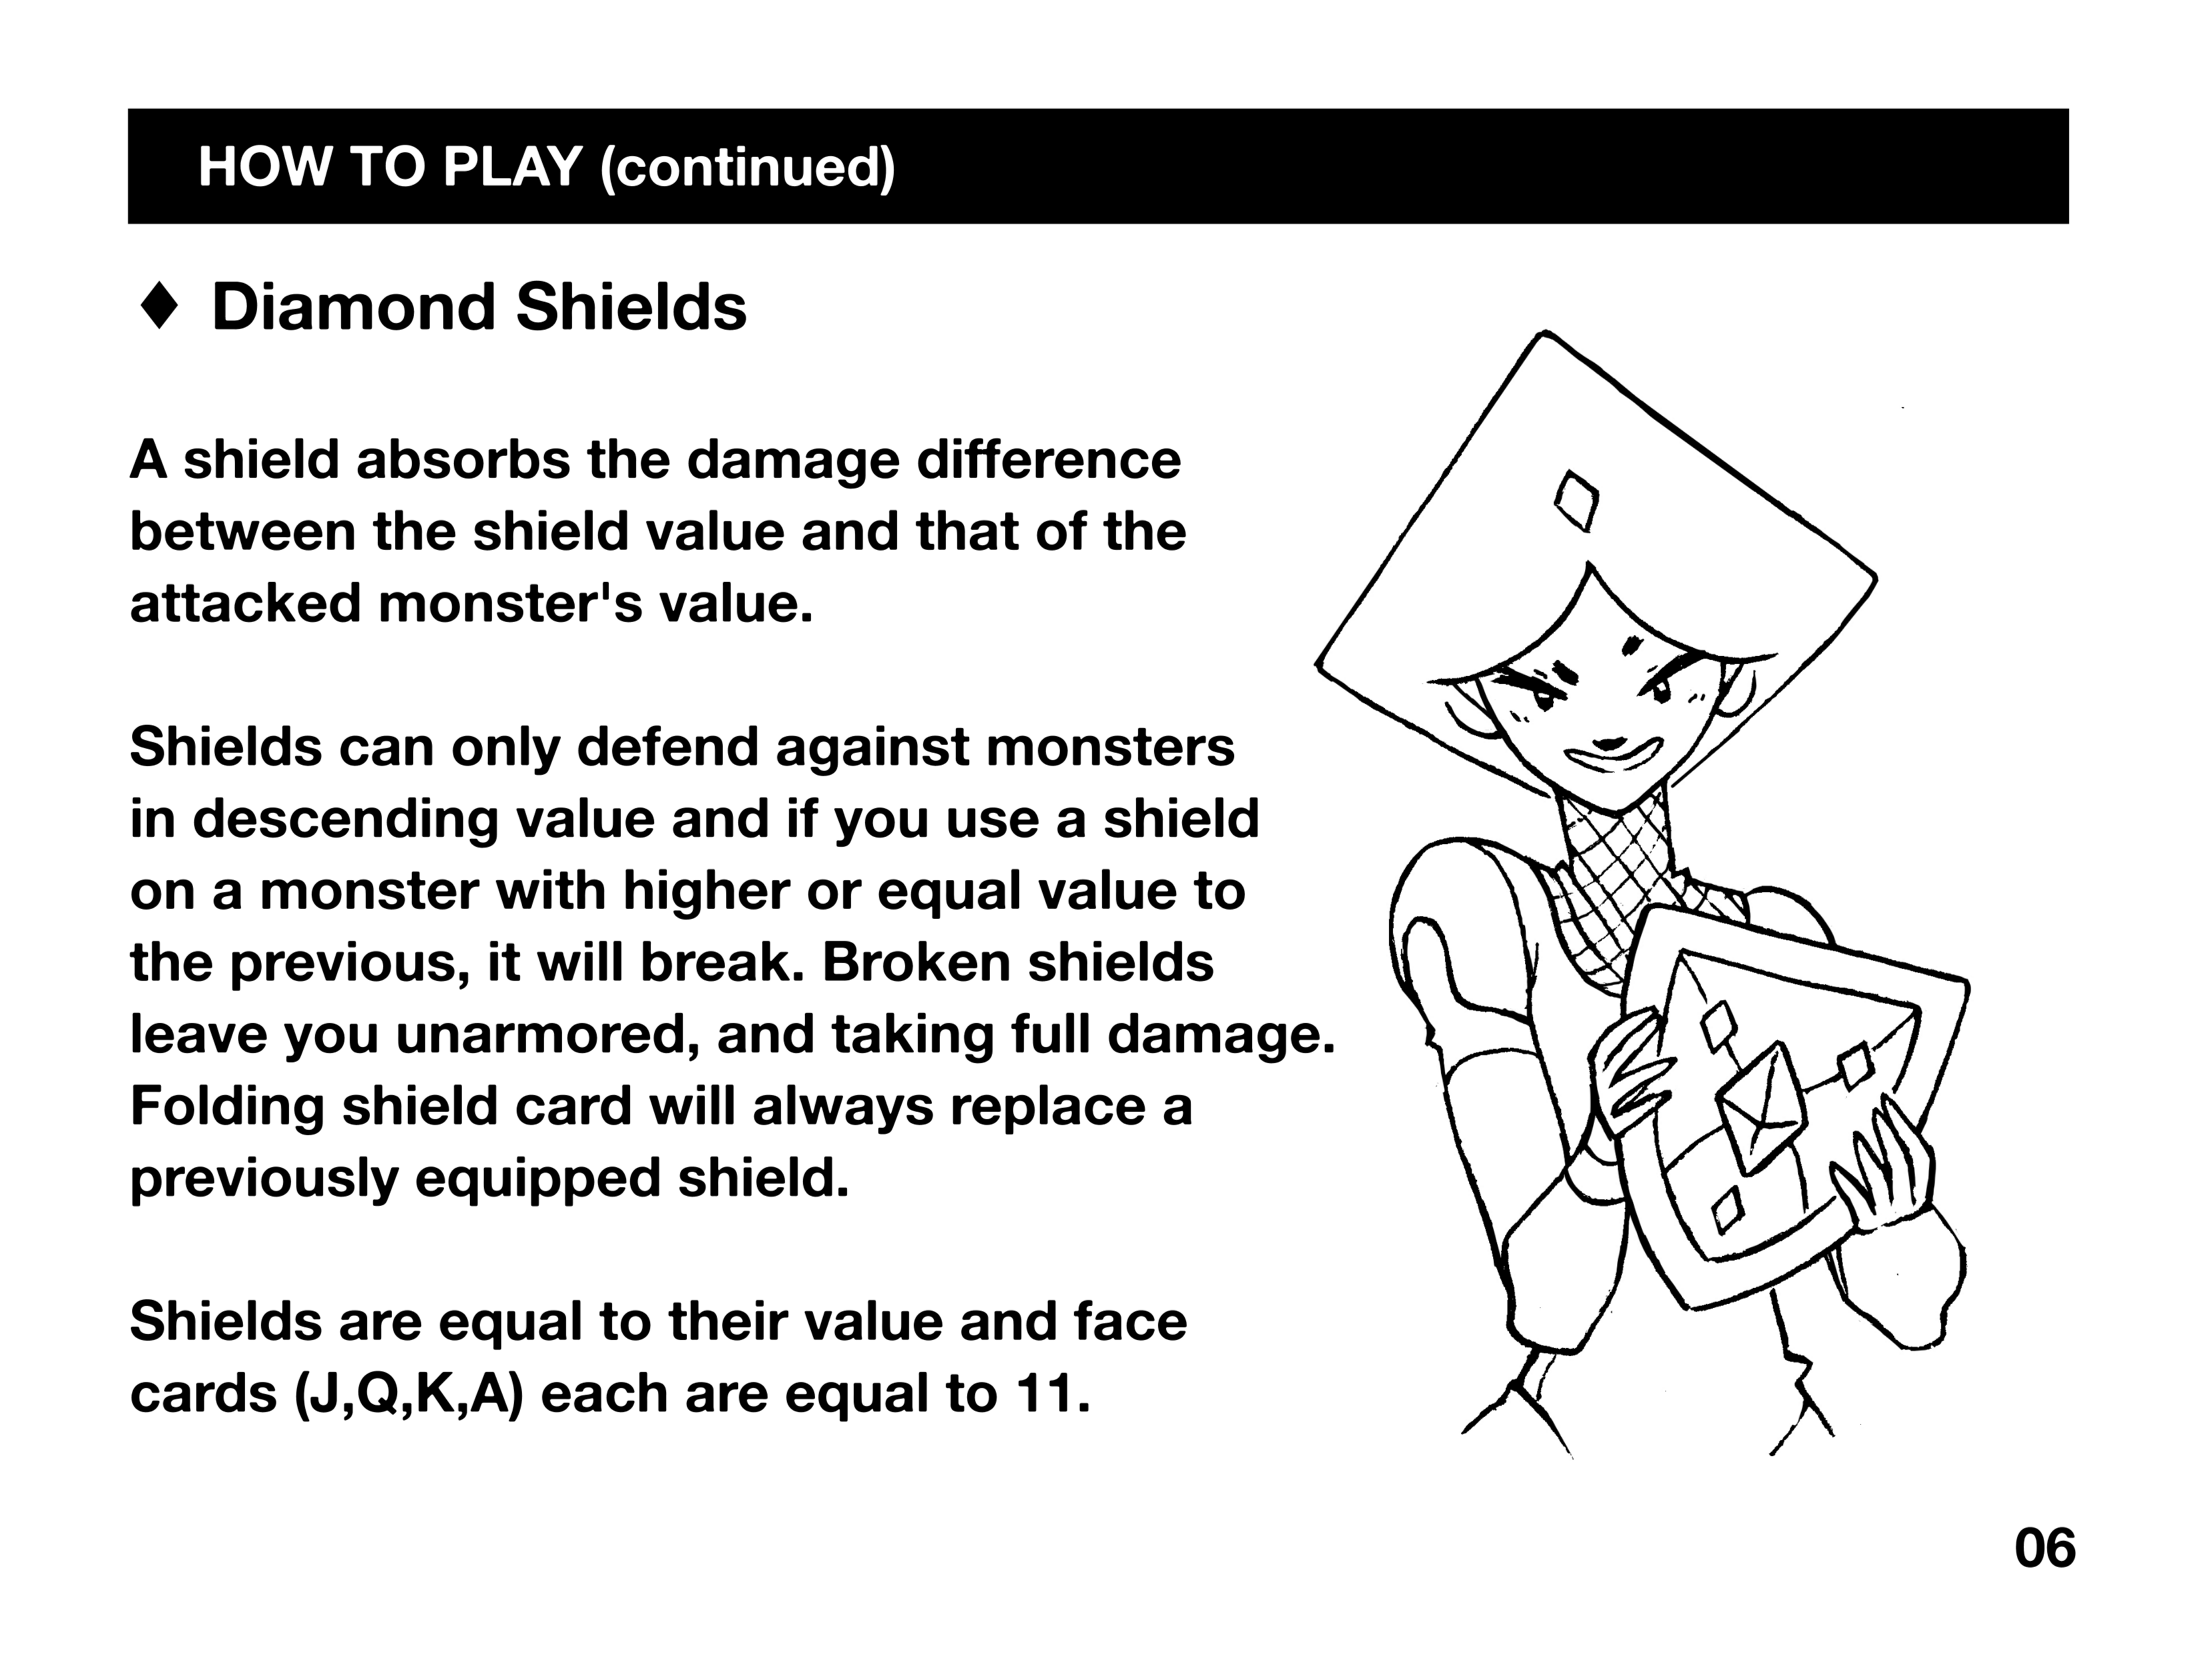 HOW TO PLAY (continued)
♦ Diamond Shields
A shield absorbs the damage difference
between the shield value and that of the
attacked monster's value.
Shields can only defend against monsters
in descending value and if you use a shield
on a monster with higher or equal value to
the previous, it will break. Broken shields
leave you unarmored, and taking full damage.
Folding shield card will always replace a
previously equipped shield.
Shields are equal to their value and face
cards (J,Q,K,A) each are equal to 11.
06